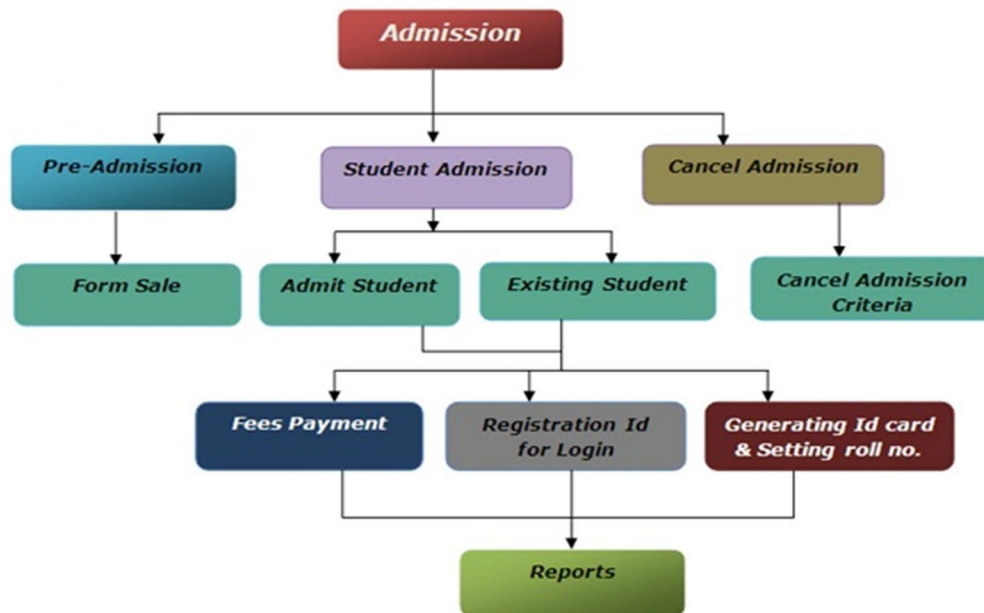 Admission
Pre-Admission
Student Admission
Cancel Admission
Form Sale
Admit Student
Existing Student
Cancel Admission
Criteria
Fees Payment
Registration Id
for Login
Generating Id card
& Setting roll no.
Reports